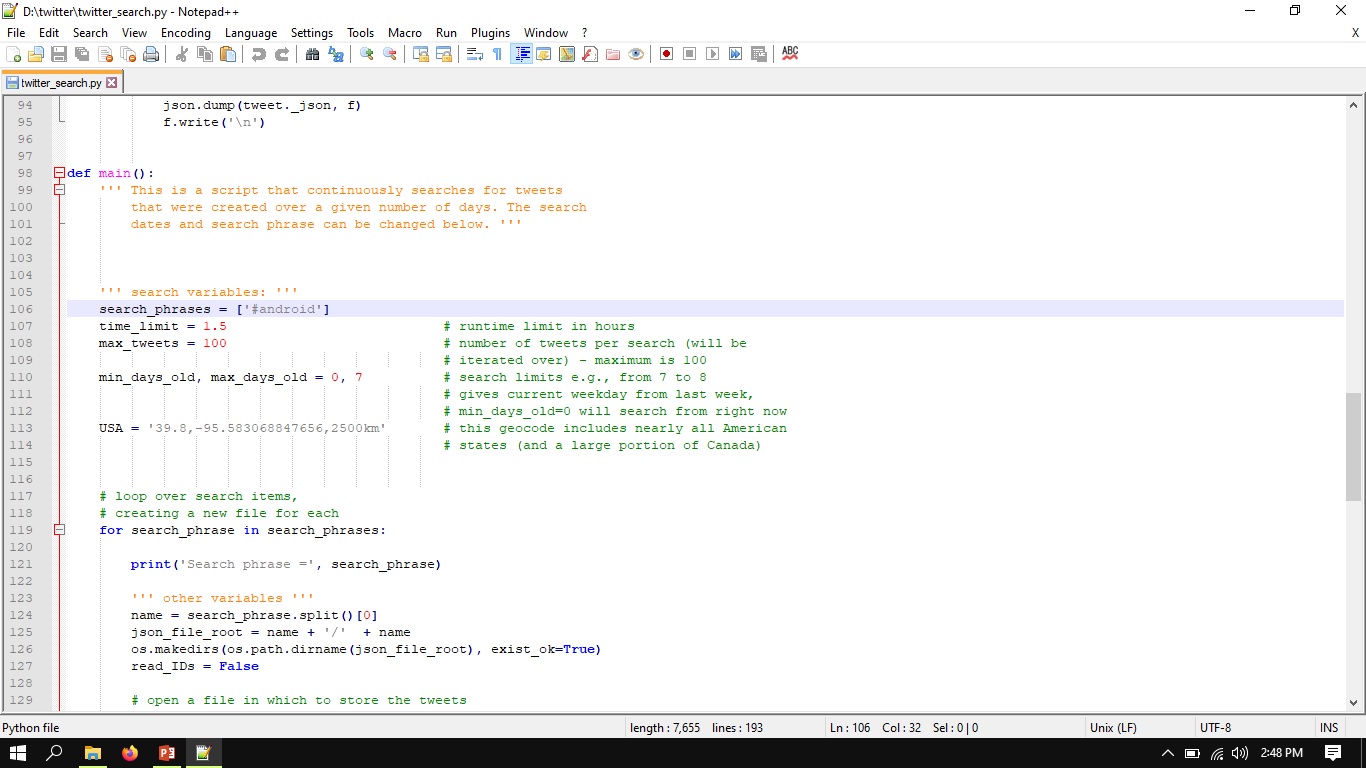 D:\twitter\twitter_search.py - Notepad++
File Edit Search View Encoding Language Settings Tools Macro Run Plugins Window ? X
ABC
twitter_search.py
94 json.dump(tweet._json, f)
95 f.write('\n')
96
97
98 def main():
99 ''' This is a script that continuously searches for tweets
100 that were created over a given number of days. The search
101 dates and search phrase can be changed below. '''
102
103
104
105 ''' search variables: '''
106 search_phrases = ['#android']
107 time_limit = 1.5 # runtime limit in hours
108 max_tweets = 100 # number of tweets per search (will be
109 # iterated over) - maximum is 100
110 min_days_old, max_days_old = 0, 7 # search limits e.g., from 7 to 8
111 # gives current weekday from last week,
112 # min_days_old=0 will search from right now
113 USA = '39.8,-95.583068847656,2500km' # this geocode includes nearly all American
114 # states (and a large portion of Canada)
115
116
117 # loop over search items,
118 # creating a new file for each
119 for search_phrase in search_phrases:
120
121 print('Search phrase =', search_phrase)
122
123 ''' other variables '''
124 name = search_phrase.split()[0]
125 json_file_root = name + '/' + name
126 os.makedirs(os.path.dirname(json_file_root), exist_ok=True)
127 read_IDs = False
128
129 # open a file in which to store the tweets
Python file length : 7,655 lines : 193 Ln : 106 Col : 32 Sel : 0 | 0 Unix (LF) UTF-8 INS
2:48 PM